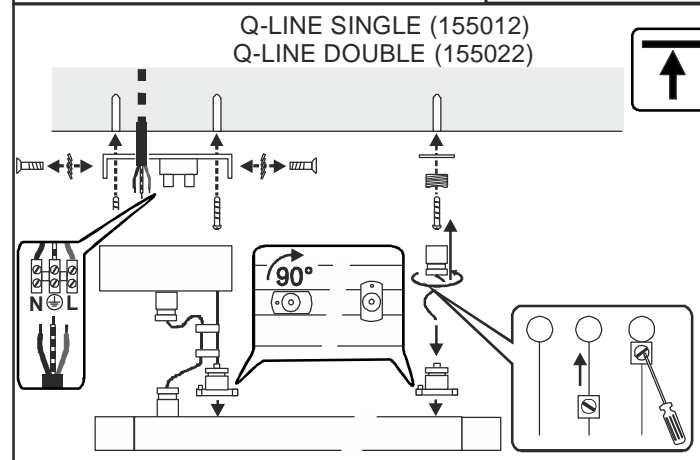 Q-LINE SINGLE (155012)
Q-LINE DOUBLE (155022)
90°
N ⏚ L